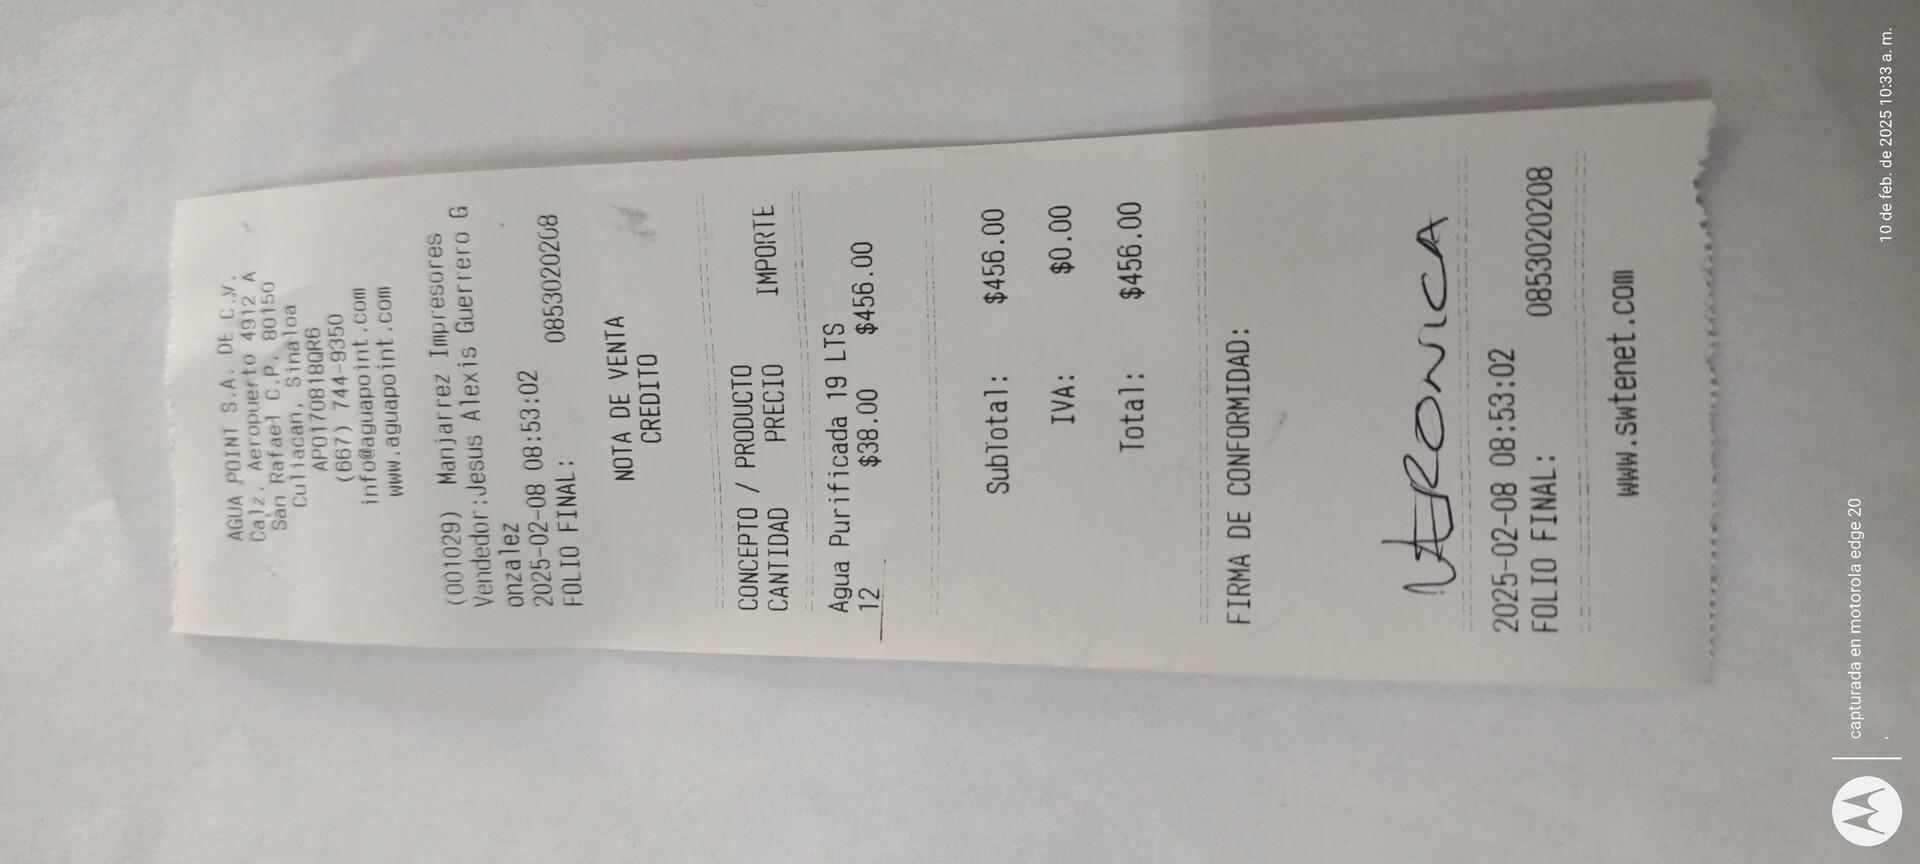 AGUA POINT S.A. DE C.V.
Calz. Aeropuerto 4912 A
San Rafael C.P. 80150
Culiacan, Sinaloa
APO170818QR6
(667) 744-9350
info@aguapoint.com
www.aguapoint.com
(001029) Manjarrez Impresores
Vendedor:Jesus Alexis Guerrero G
onzalez
2025-02-08 08:53:02
FOLIO FINAL: 0853020208
NOTA DE VENTA
CREDITO
CONCEPTO / PRODUCTO
CANTIDAD PRECIO IMPORTE
Agua Purificada 19 LTS
12 $38.00 $456.00
SubTotal: $456.00
IVA: $0.00
Total: $456.00
FIRMA DE CONFORMIDAD:
VERONICA
2025-02-08 08:53:02
FOLIO FINAL: 0853020208
www.swtenet.com
capturada en motorola edge 20
10 de feb. de 2025 10:33 a. m.